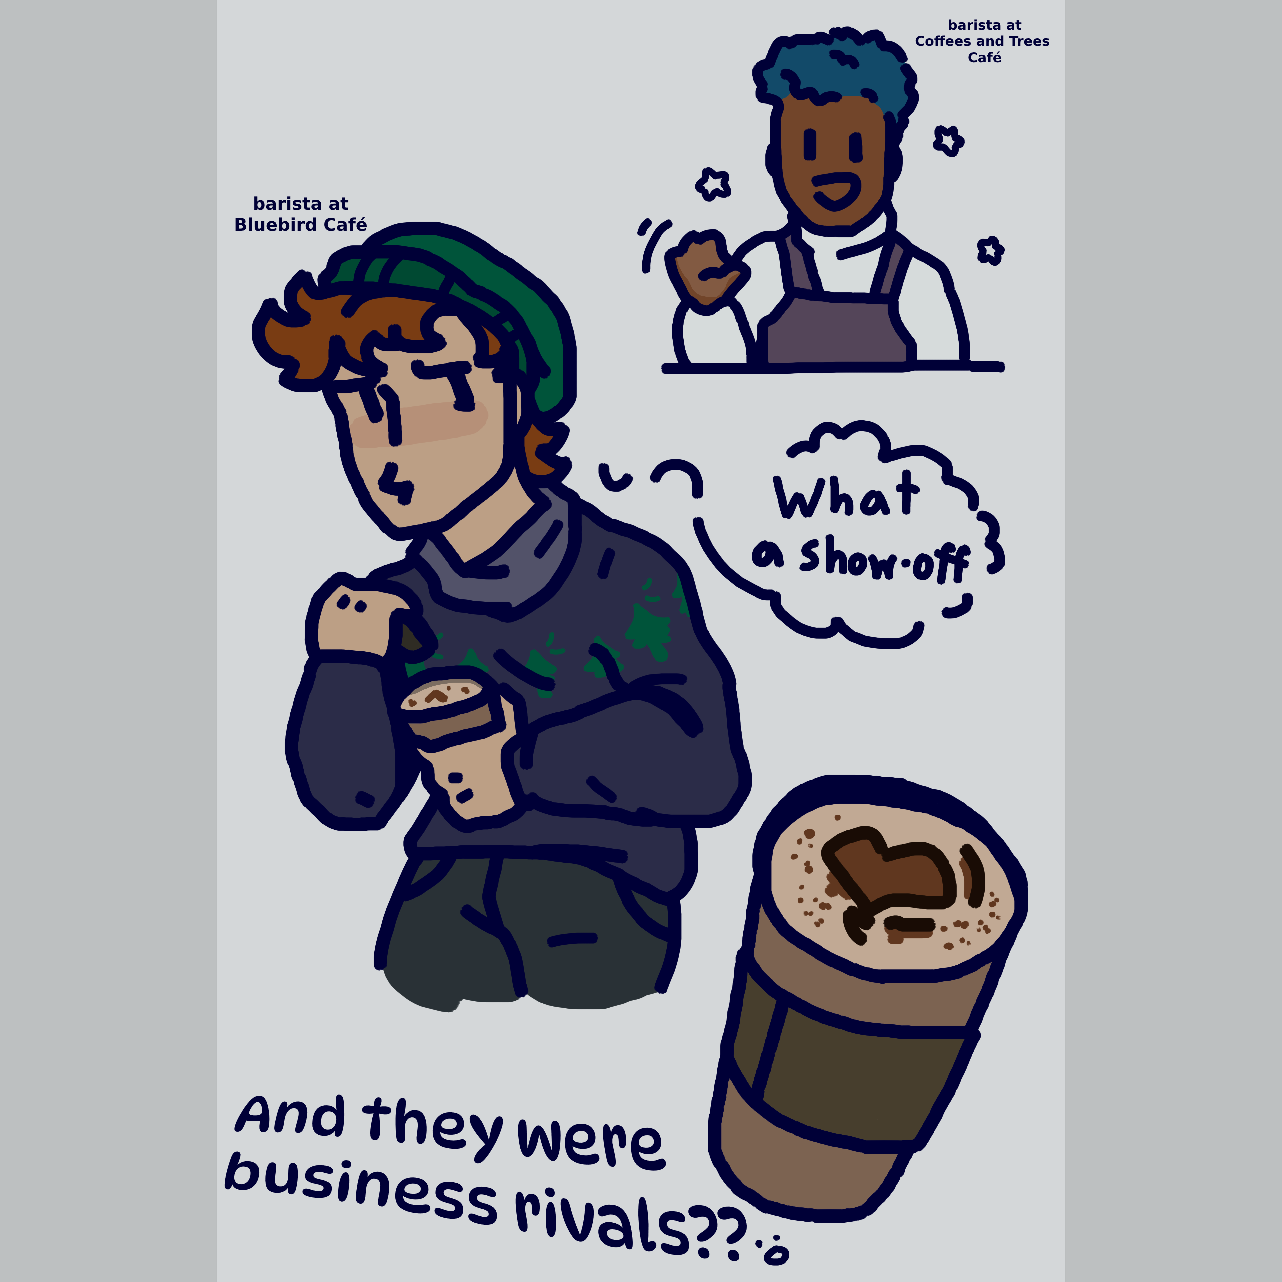 barista at
Coffees and Trees
Café
barista at
Bluebird Café
What
a show-off
And they were
business rivals??